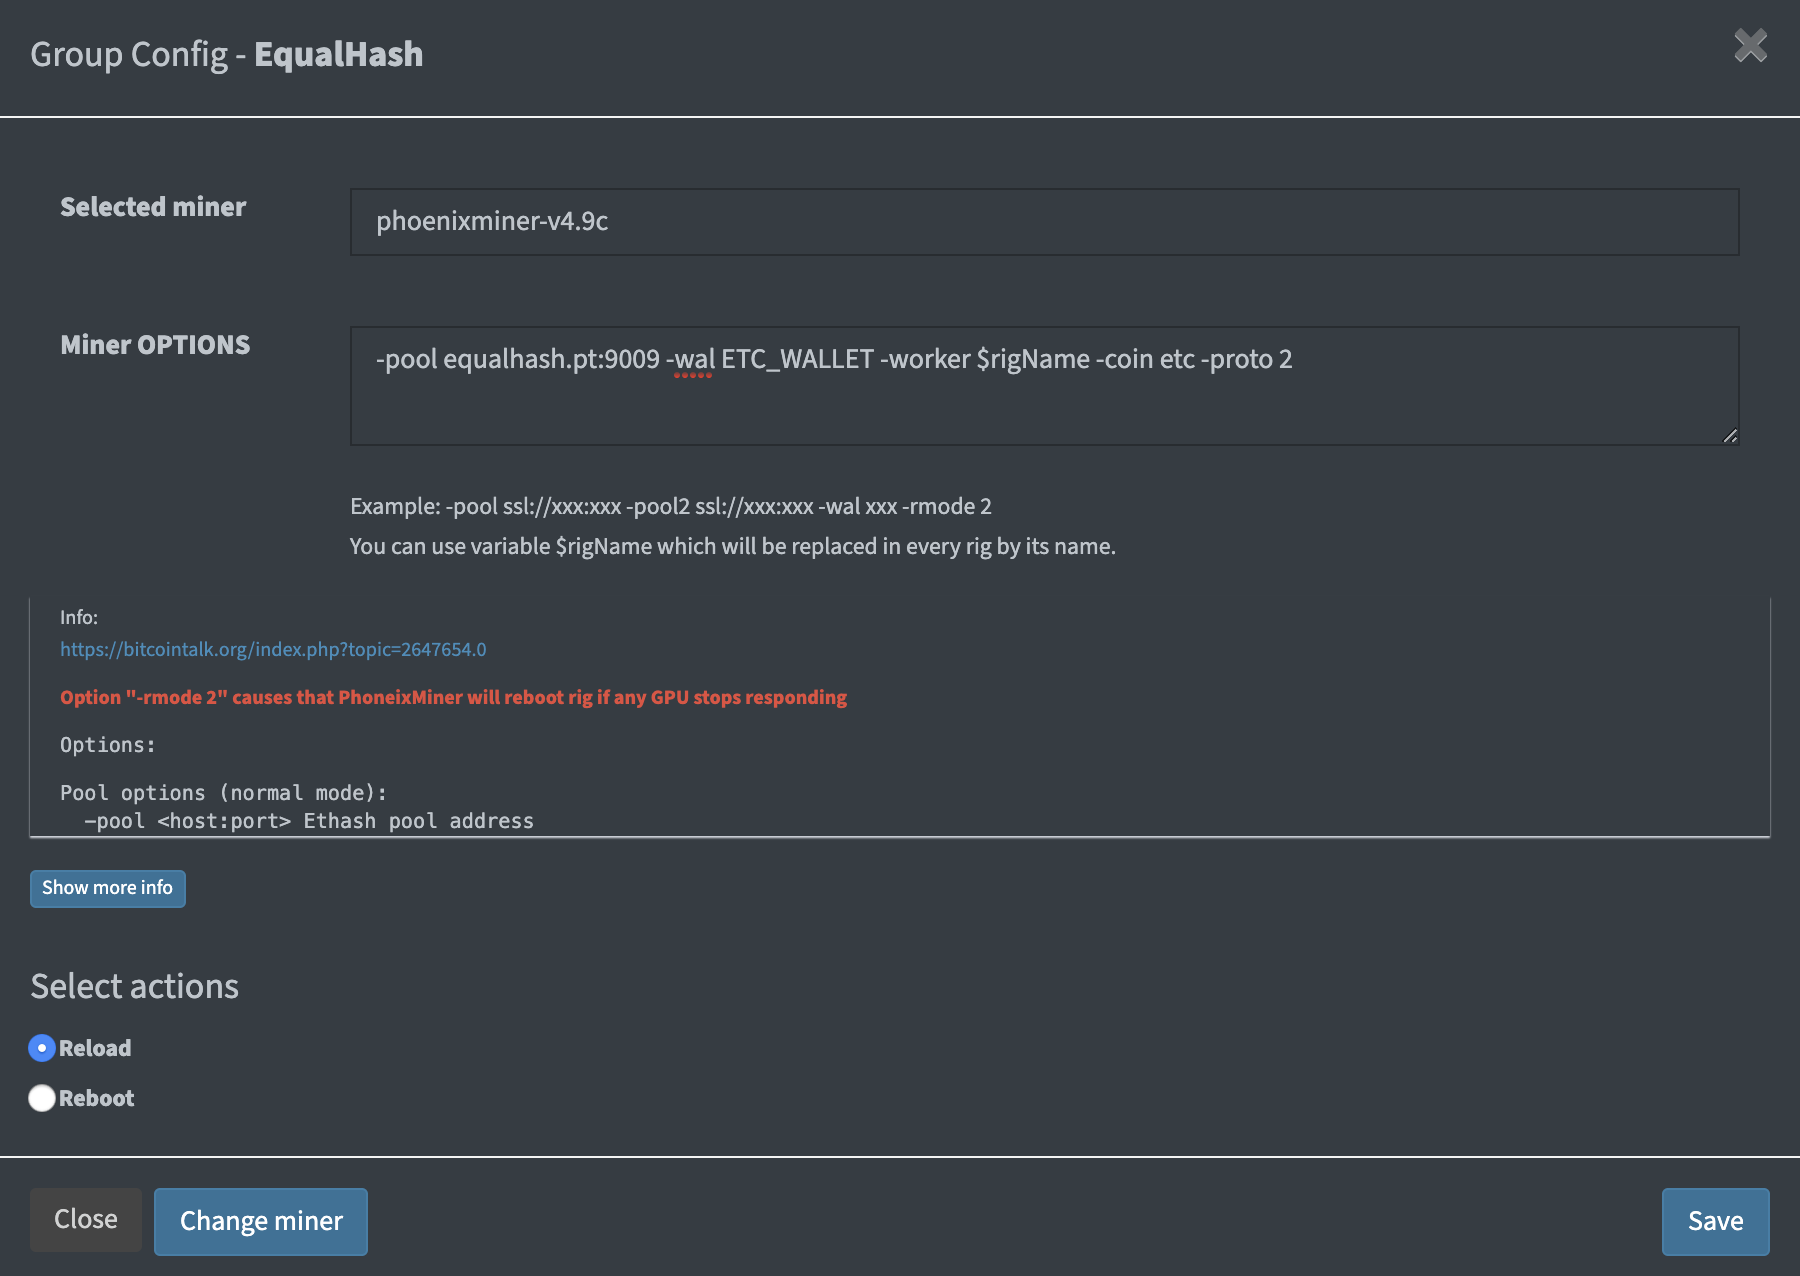 Group Config - EqualHash
Selected miner
phoenixminer-v4.9c
Miner OPTIONS
-pool equalhash.pt:9009 -wal ETC_WALLET -worker $rigName -coin etc -proto 2
Example: -pool ssl://xxx:xxx -pool2 ssl://xxx:xxx -wal xxx -rmode 2
You can use variable $rigName which will be replaced in every rig by its name.
Info:
https://bitcointalk.org/index.php?topic=2647654.0
Option "-rmode 2" causes that PhoneixMiner will reboot rig if any GPU stops responding
Options:
Pool options (normal mode):
-pool <host:port> Ethash pool address
Show more info
Select actions
Reload
Reboot
Close
Change miner
Save